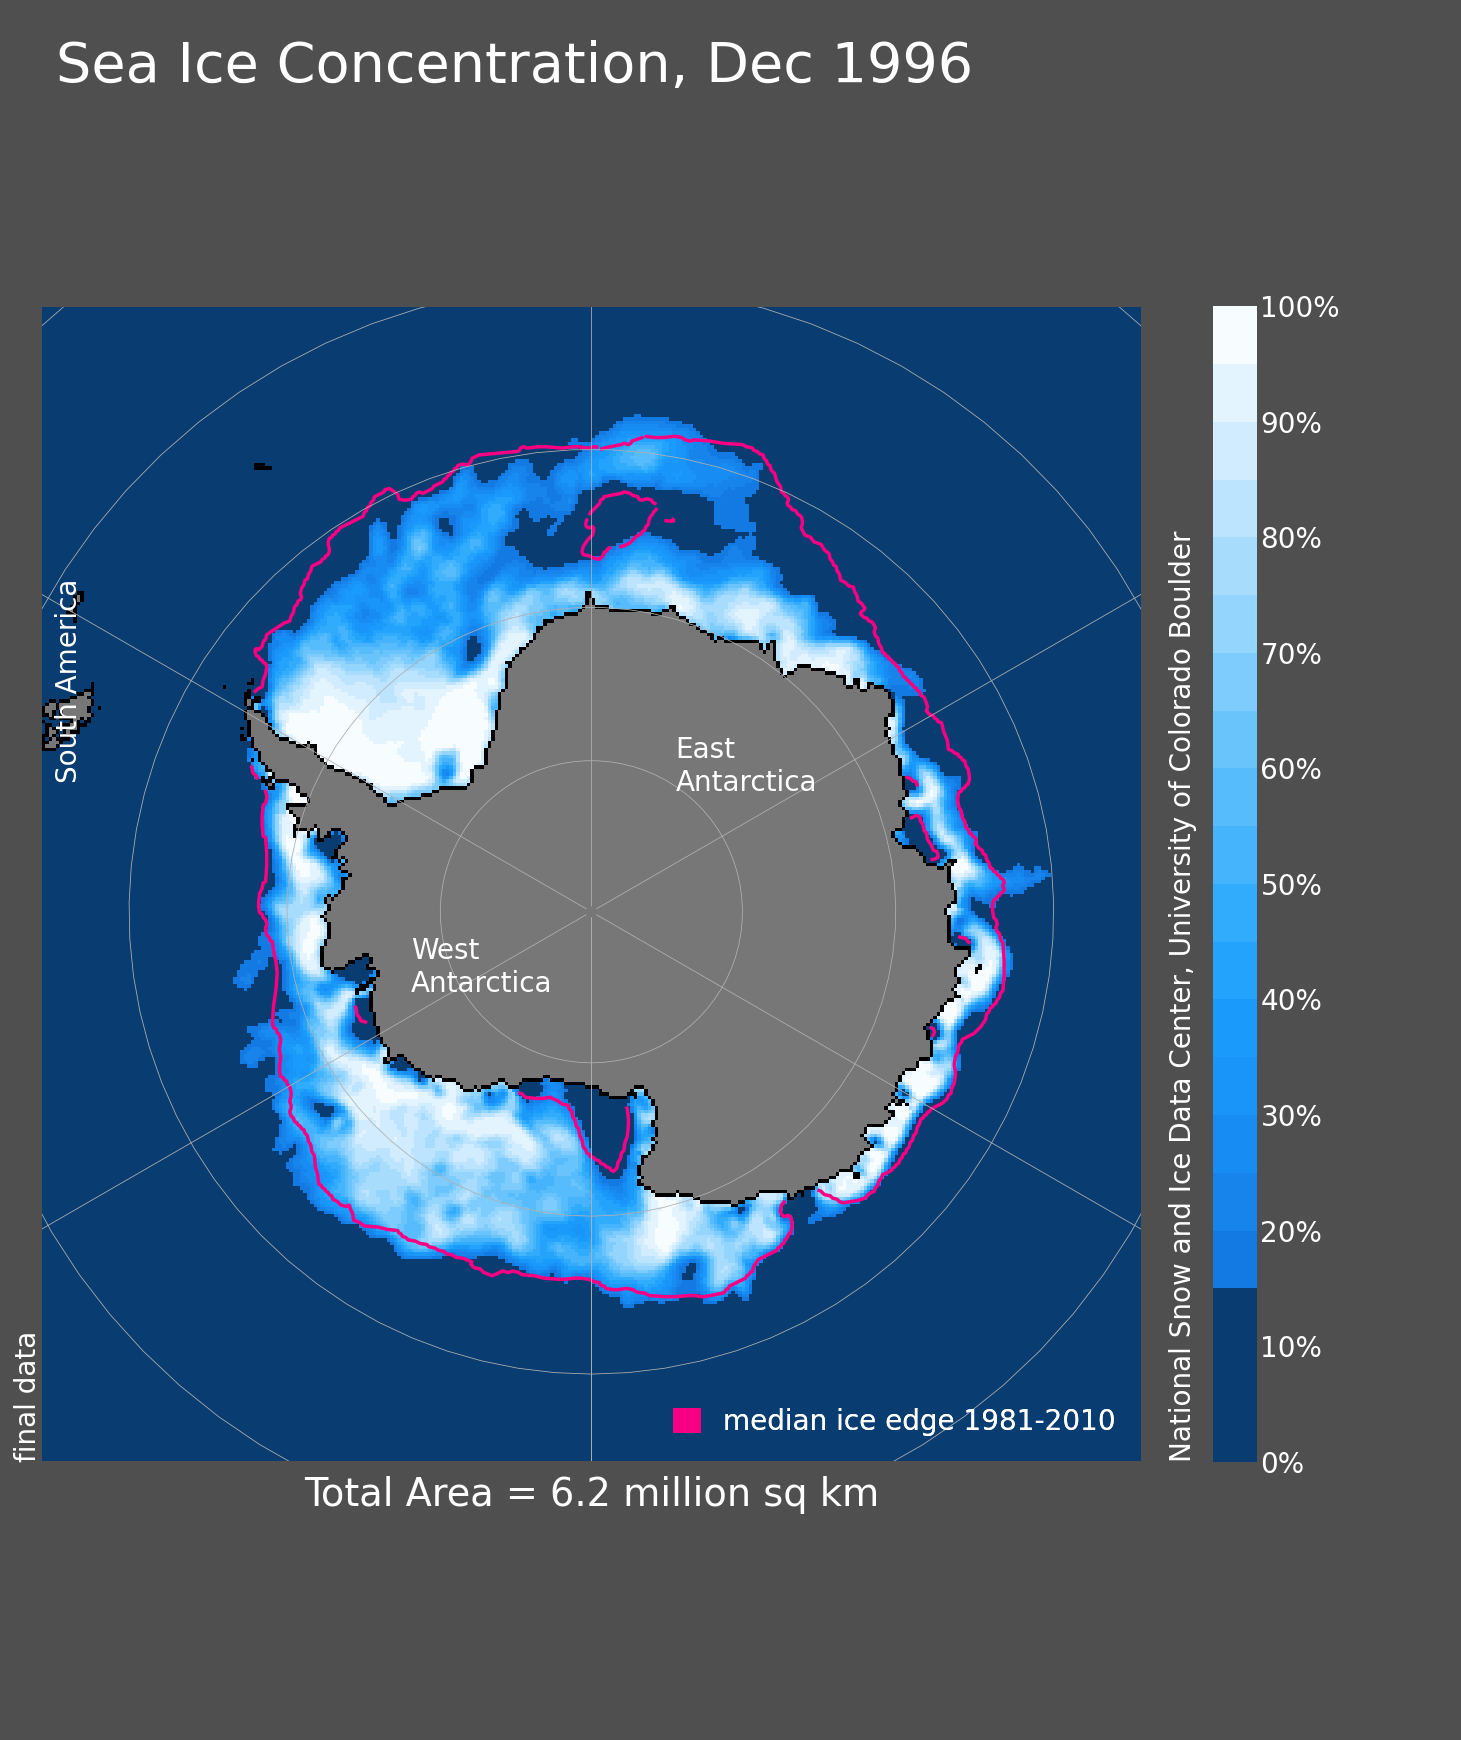 Sea Ice Concentration, Dec 1996
South America
East
Antarctica
West
Antarctica
final data
median ice edge 1981-2010
Total Area = 6.2 million sq km
National Snow and Ice Data Center, University of Colorado Boulder
100%
90%
80%
70%
60%
50%
40%
30%
20%
10%
0%